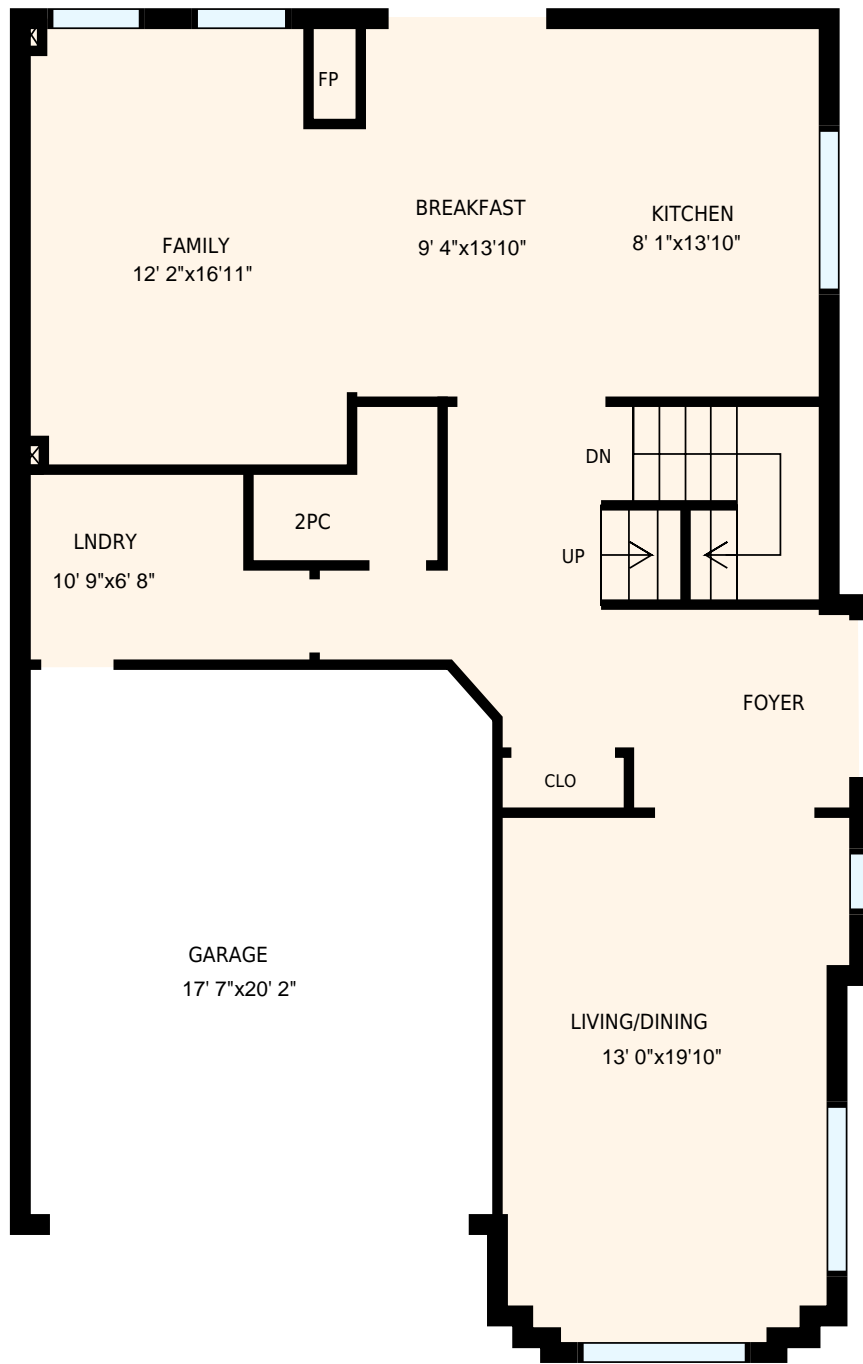 FP
BREAKFAST
9' 4"x13'10"
KITCHEN
8' 1"x13'10"
FAMILY
12' 2"x16'11"
DN
2PC
LNDRY
10' 9"x6' 8"
UP
FOYER
CLO
GARAGE
17' 7"x20' 2"
LIVING/DINING
13' 0"x19'10"